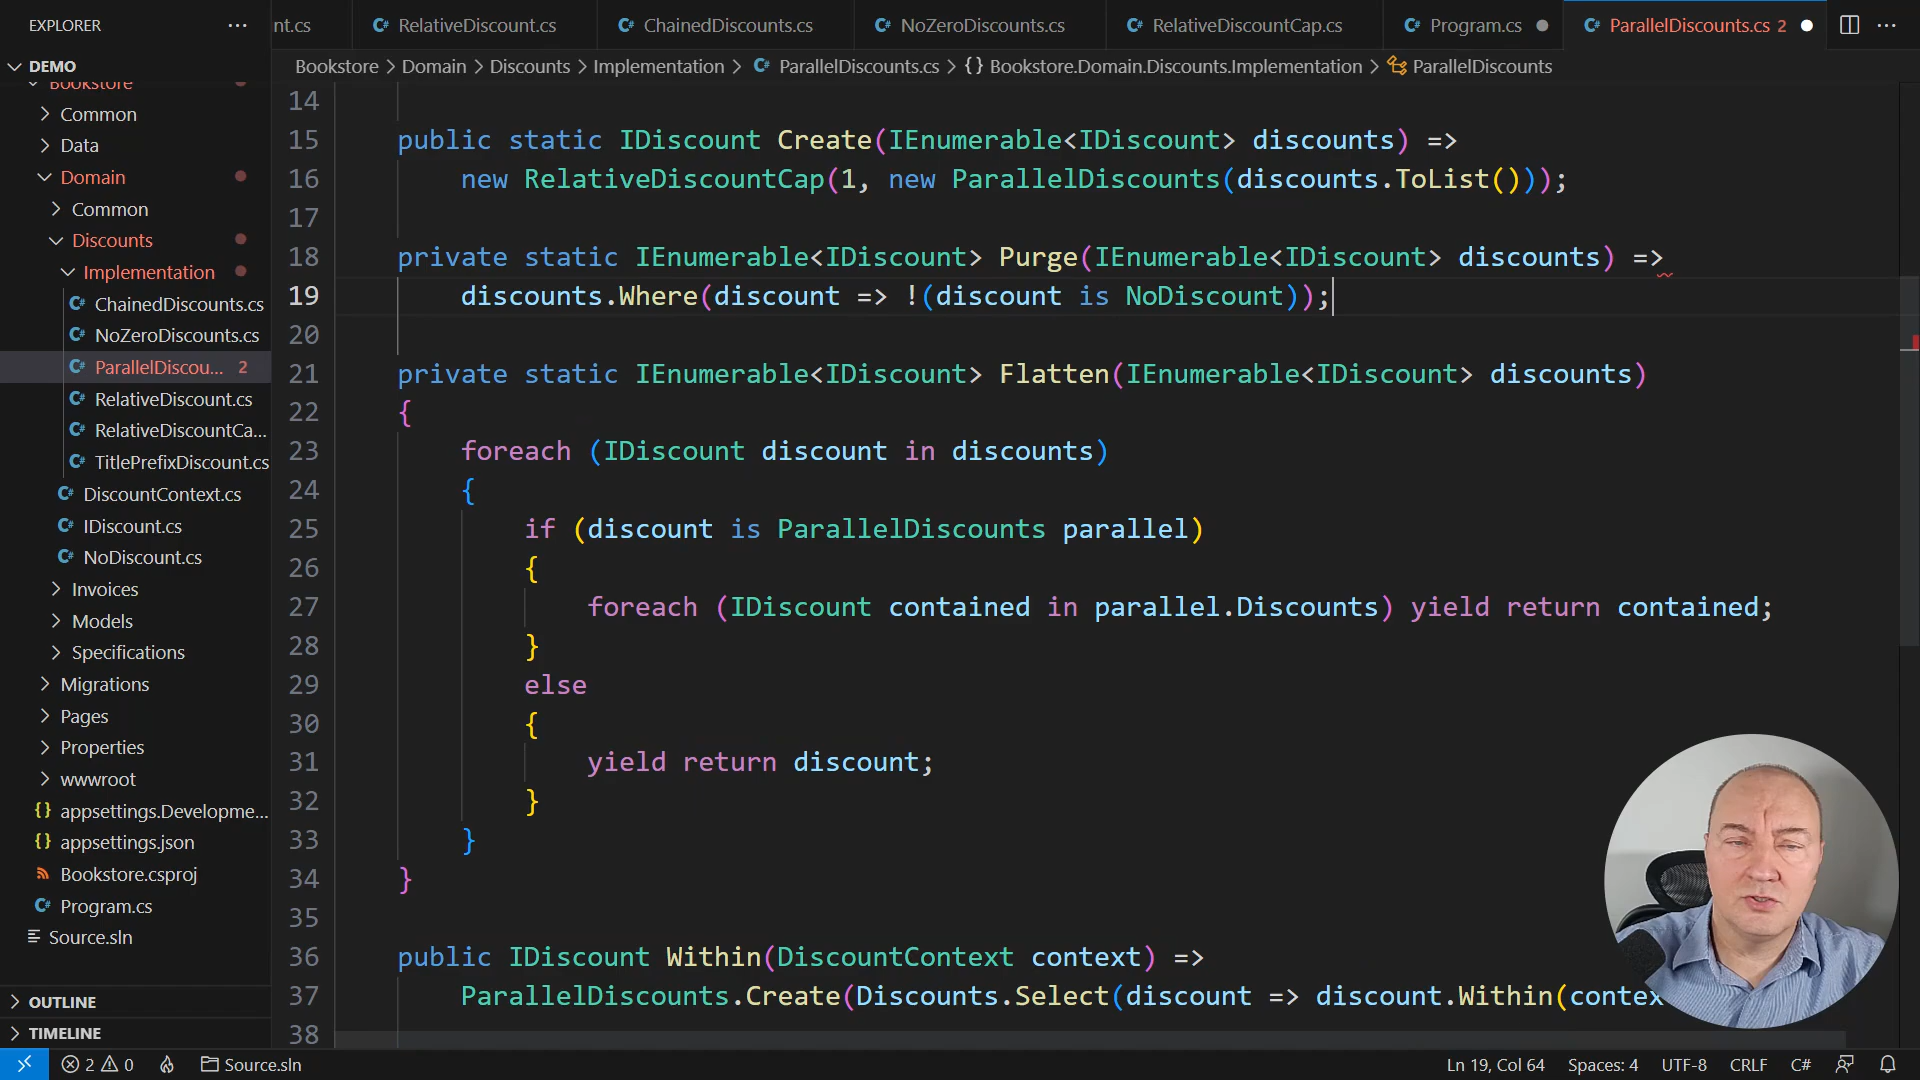 EXPLORER
DEMO
Bookstore
Common
Data
Domain
Common
Discounts
Implementation
ChainedDiscounts.cs
NoZeroDiscounts.cs
ParallelDiscou... 2
RelativeDiscount.cs
RelativeDiscountCa...
TitlePrefixDiscount.cs
DiscountContext.cs
IDiscount.cs
NoDiscount.cs
Invoices
Models
Specifications
Migrations
Pages
Properties
wwwroot
appsettings.Developme...
appsettings.json
Bookstore.csproj
Program.cs
Source.sln
OUTLINE
TIMELINE
nt.cs RelativeDiscount.cs ChainedDiscounts.cs NoZeroDiscounts.cs RelativeDiscountCap.cs Program.cs ParallelDiscounts.cs 2
Bookstore > Domain > Discounts > Implementation > ParallelDiscounts.cs > {} Bookstore.Domain.Discounts.Implementation > ParallelDiscounts
14
15 public static IDiscount Create(IEnumerable<IDiscount> discounts) =>
16 new RelativeDiscountCap(1, new ParallelDiscounts(discounts.ToList()));
17
18 private static IEnumerable<IDiscount> Purge(IEnumerable<IDiscount> discounts) =>
19 discounts.Where(discount => !(discount is NoDiscount));
20
21 private static IEnumerable<IDiscount> Flatten(IEnumerable<IDiscount> discounts)
22 {
23 foreach (IDiscount discount in discounts)
24 {
25 if (discount is ParallelDiscounts parallel)
26 {
27 foreach (IDiscount contained in parallel.Discounts) yield return contained;
28 }
29 else
30 {
31 yield return discount;
32 }
33 }
34 }
35
36 public IDiscount Within(DiscountContext context) =>
37 ParallelDiscounts.Create(Discounts.Select(discount => discount.Within(contex
38
2 0 Source.sln Ln 19, Col 64 Spaces: 4 UTF-8 CRLF C#